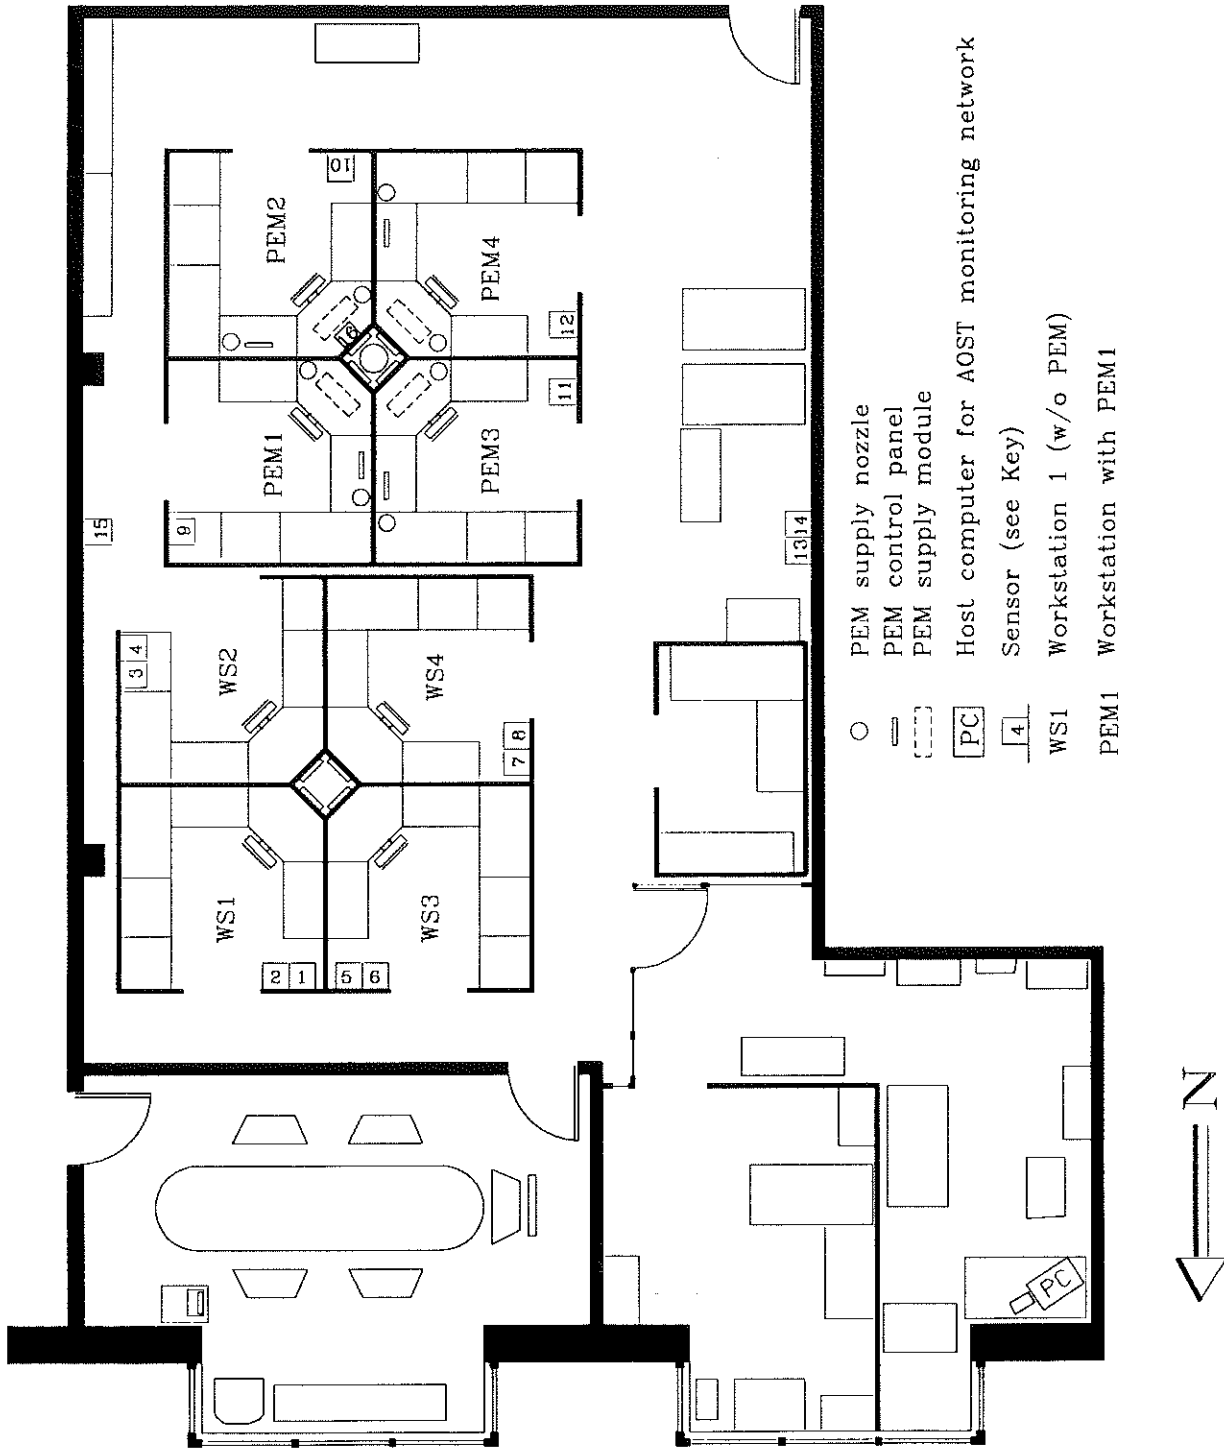 15
9
10
PEM1
PEM2
16
PEM3
PEM4
11
12
3 4
WS1
WS2
WS3
WS4
2 1
5 6
7 8
13 14
PC
○ PEM supply nozzle
PEM control panel
PEM supply module
PC Host computer for AOST monitoring network
4 Sensor (see Key)
WS1 Workstation 1 (w/o PEM)
PEM1 Workstation with PEM1
N